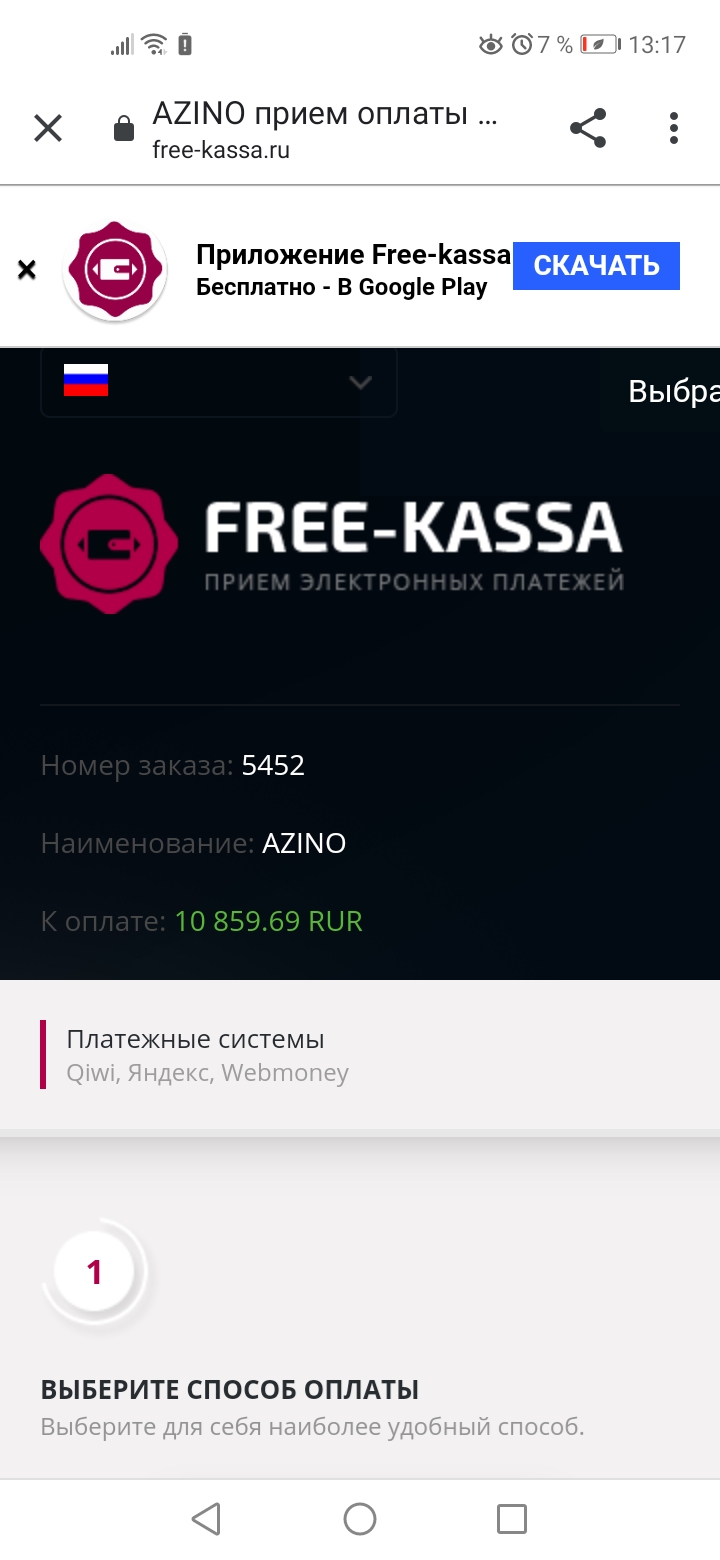 7 % 13:17
AZINO прием оплаты ...
free-kassa.ru
Приложение Free-kassa
Бесплатно - В Google Play
СКАЧАТЬ
Выбра
FREE-KASSA
ПРИЕМ ЭЛЕКТРОННЫХ ПЛАТЕЖЕЙ
Номер заказа: 5452
Наименование: AZINO
К оплате: 10 859.69 RUR
Платежные системы
Qiwi, Яндекс, Webmoney
1
ВЫБЕРИТЕ СПОСОБ ОПЛАТЫ
Выберите для себя наиболее удобный способ.